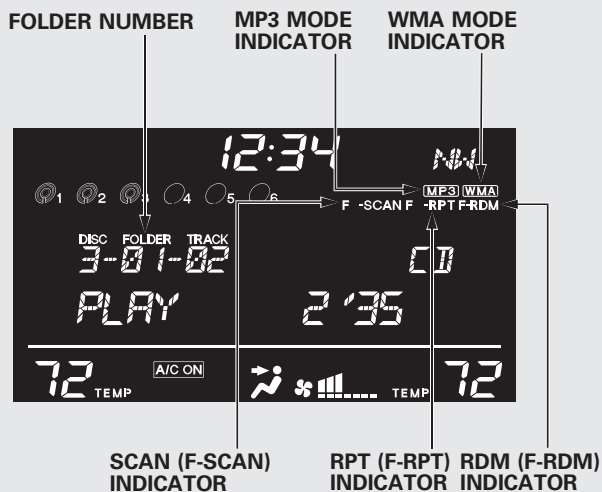 FOLDER NUMBER
MP3 MODE
INDICATOR
WMA MODE
INDICATOR
12:34
NW
1 2 3 4 5 6
MP3 WMA
F -SCAN F -RPT F-RDM
DISC FOLDER TRACK
3-01-02
CD
PLAY
2 '35
72 TEMP
A/C ON
TEMP 72
SCAN (F-SCAN)
INDICATOR
RPT (F-RPT)
INDICATOR
RDM (F-RDM)
INDICATOR